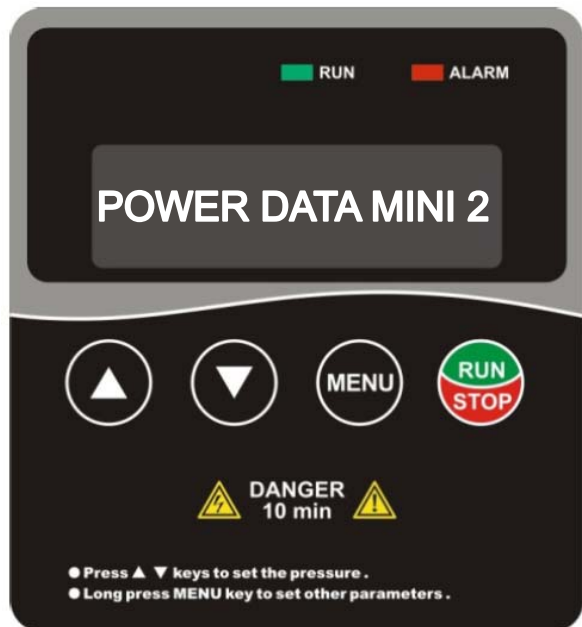 RUN ALARM
POWER DATA MINI 2
MENU
RUN
STOP
DANGER
10 min
● Press ▲ ▼ keys to set the pressure .
● Long press MENU key to set other parameters .